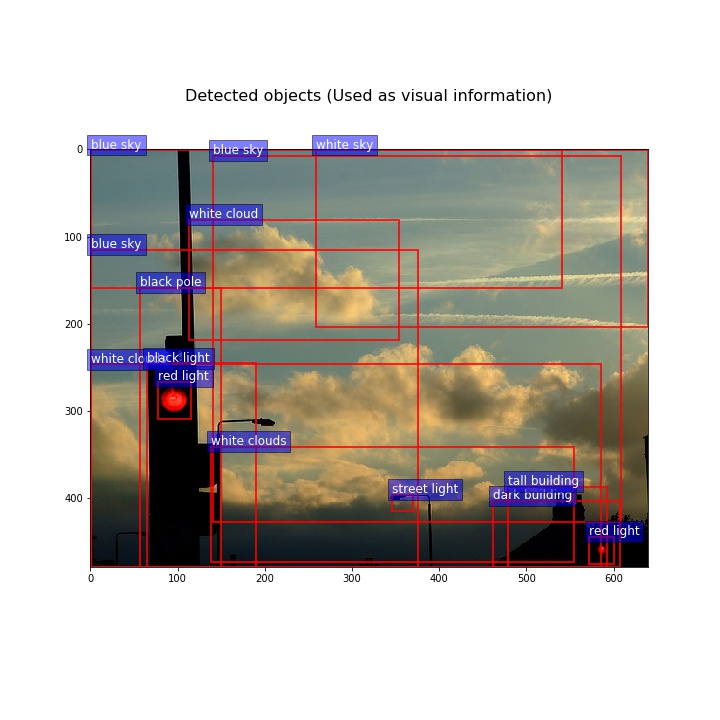 Detected objects (Used as visual information)
blue sky
blue sky
white sky
white cloud
blue sky
black pole
white clo
black light
red light
white clouds
street light
tall building
dark building
red light
0
100
200
300
400
0
100
200
300
400
500
600